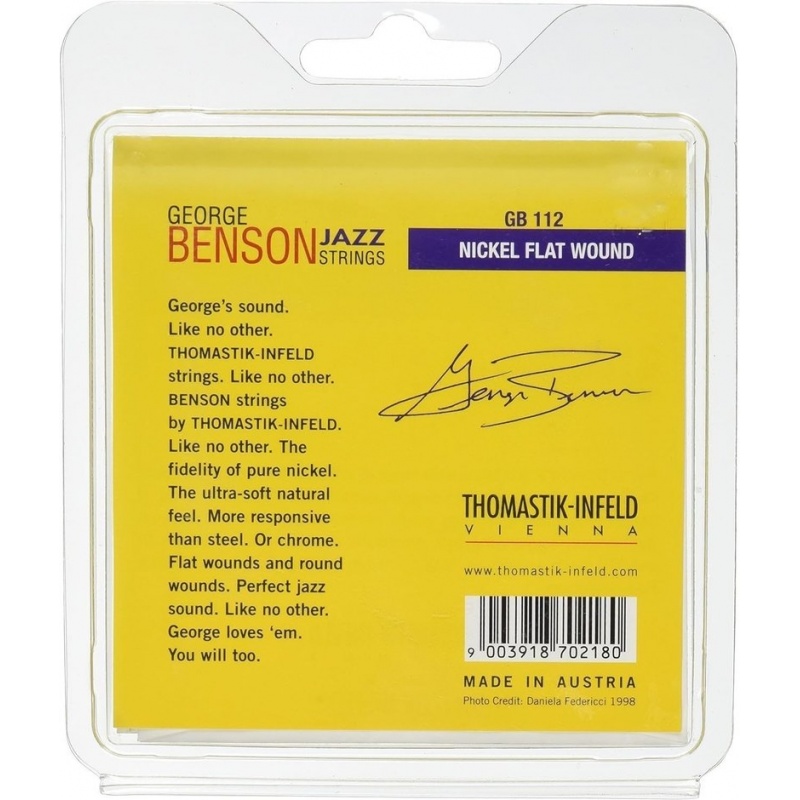 GEORGE
BENSON JAZZ
STRINGS
GB 112
NICKEL FLAT WOUND
George's sound.
Like no other.
THOMASTIK-INFELD
strings. Like no other.
BENSON strings
by THOMASTIK-INFELD.
Like no other. The
fidelity of pure nickel.
The ultra-soft natural
feel. More responsive
than steel. Or chrome.
Flat wounds and round
wounds. Perfect jazz
sound. Like no other.
George loves 'em.
You will too.
George Benson
THOMASTIK-INFELD
VIENNA
www.thomastik-infeld.com
9 003918 702180
MADE IN AUSTRIA
Photo Credit: Daniela Federicci 1998